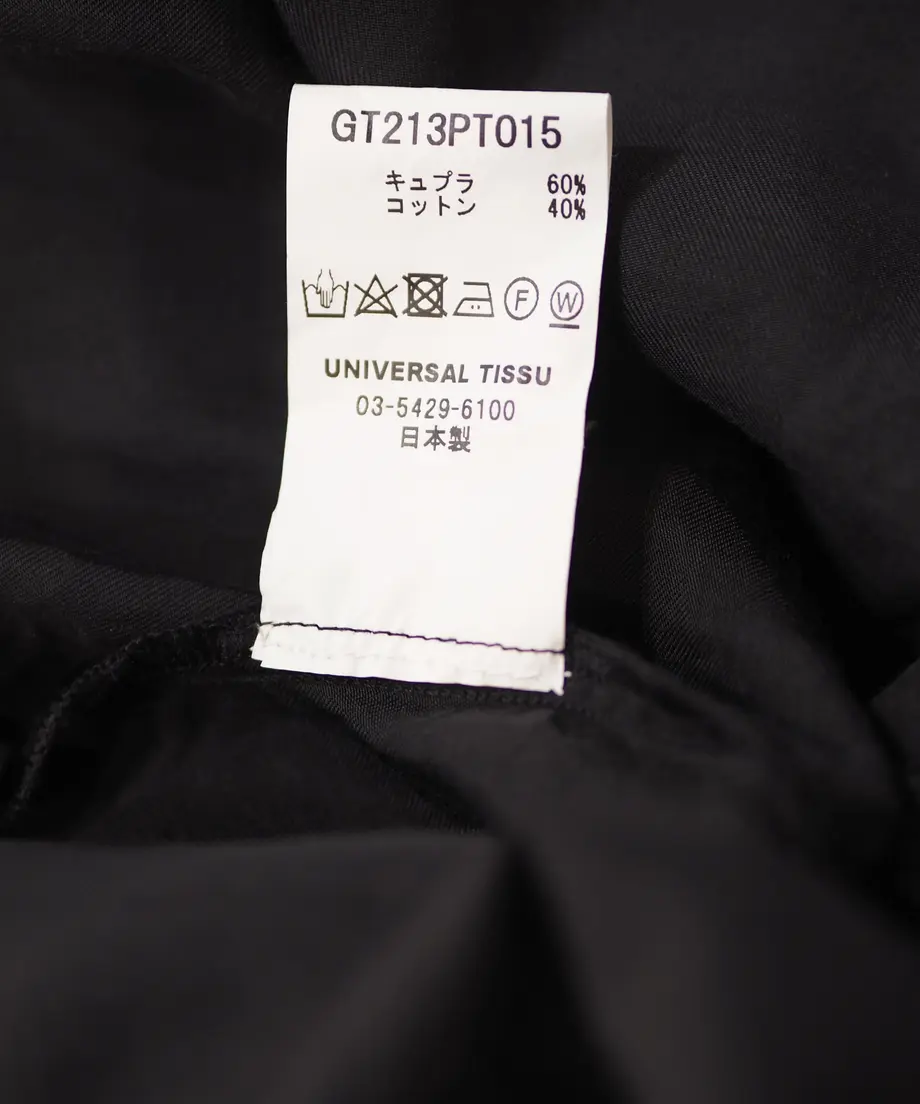 GT213PT015
キュプラ 60%
コットン 40%
F W
UNIVERSAL TISSU
03-5429-6100
日本製